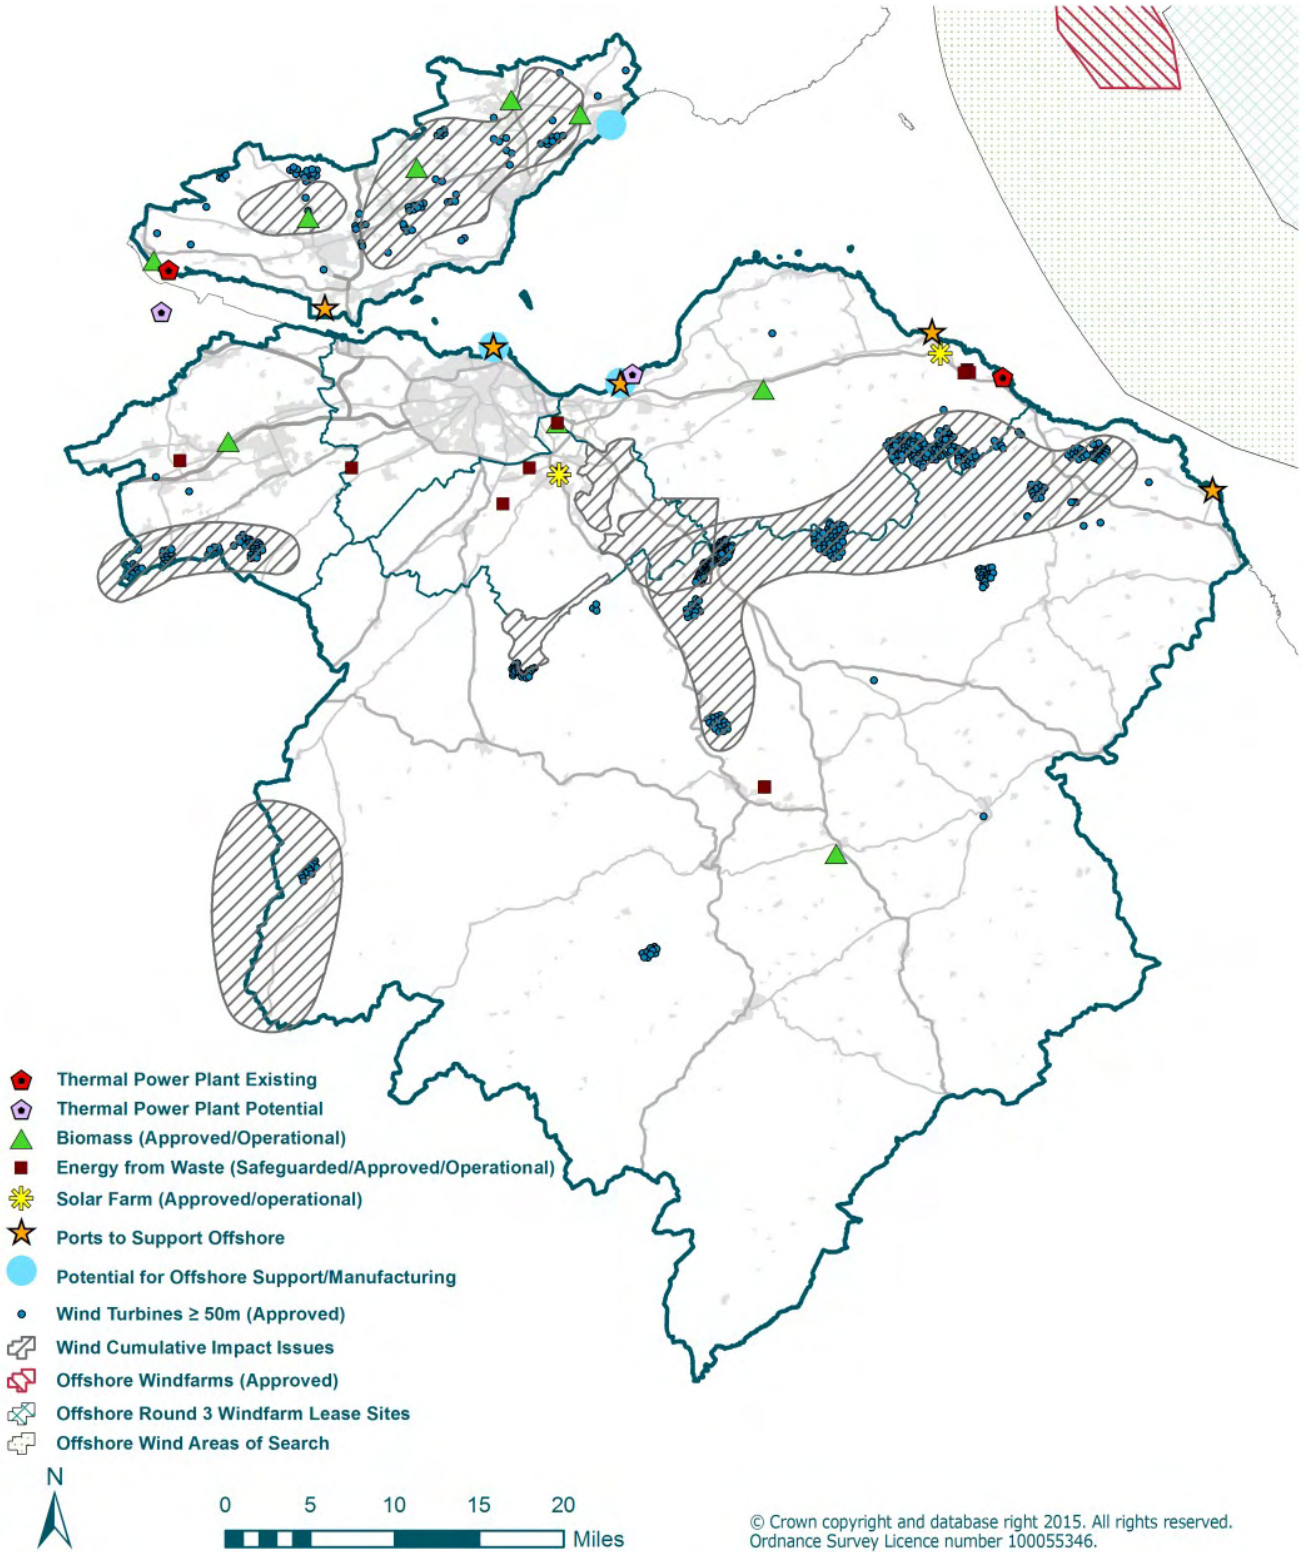 Thermal Power Plant Existing
Thermal Power Plant Potential
Biomass (Approved/Operational)
Energy from Waste (Safeguarded/Approved/Operational)
Solar Farm (Approved/operational)
Ports to Support Offshore
Potential for Offshore Support/Manufacturing
Wind Turbines ≥ 50m (Approved)
Wind Cumulative Impact Issues
Offshore Windfarms (Approved)
Offshore Round 3 Windfarm Lease Sites
Offshore Wind Areas of Search
N
0 5 10 15 20
Miles
© Crown copyright and database right 2015. All rights reserved.
Ordnance Survey Licence number 100055346.